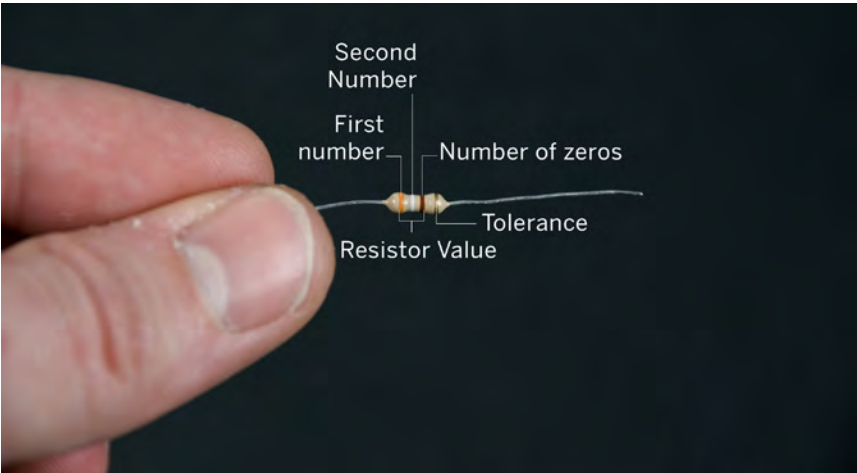 Second
Number
First
number
Number of zeros
Tolerance
Resistor Value